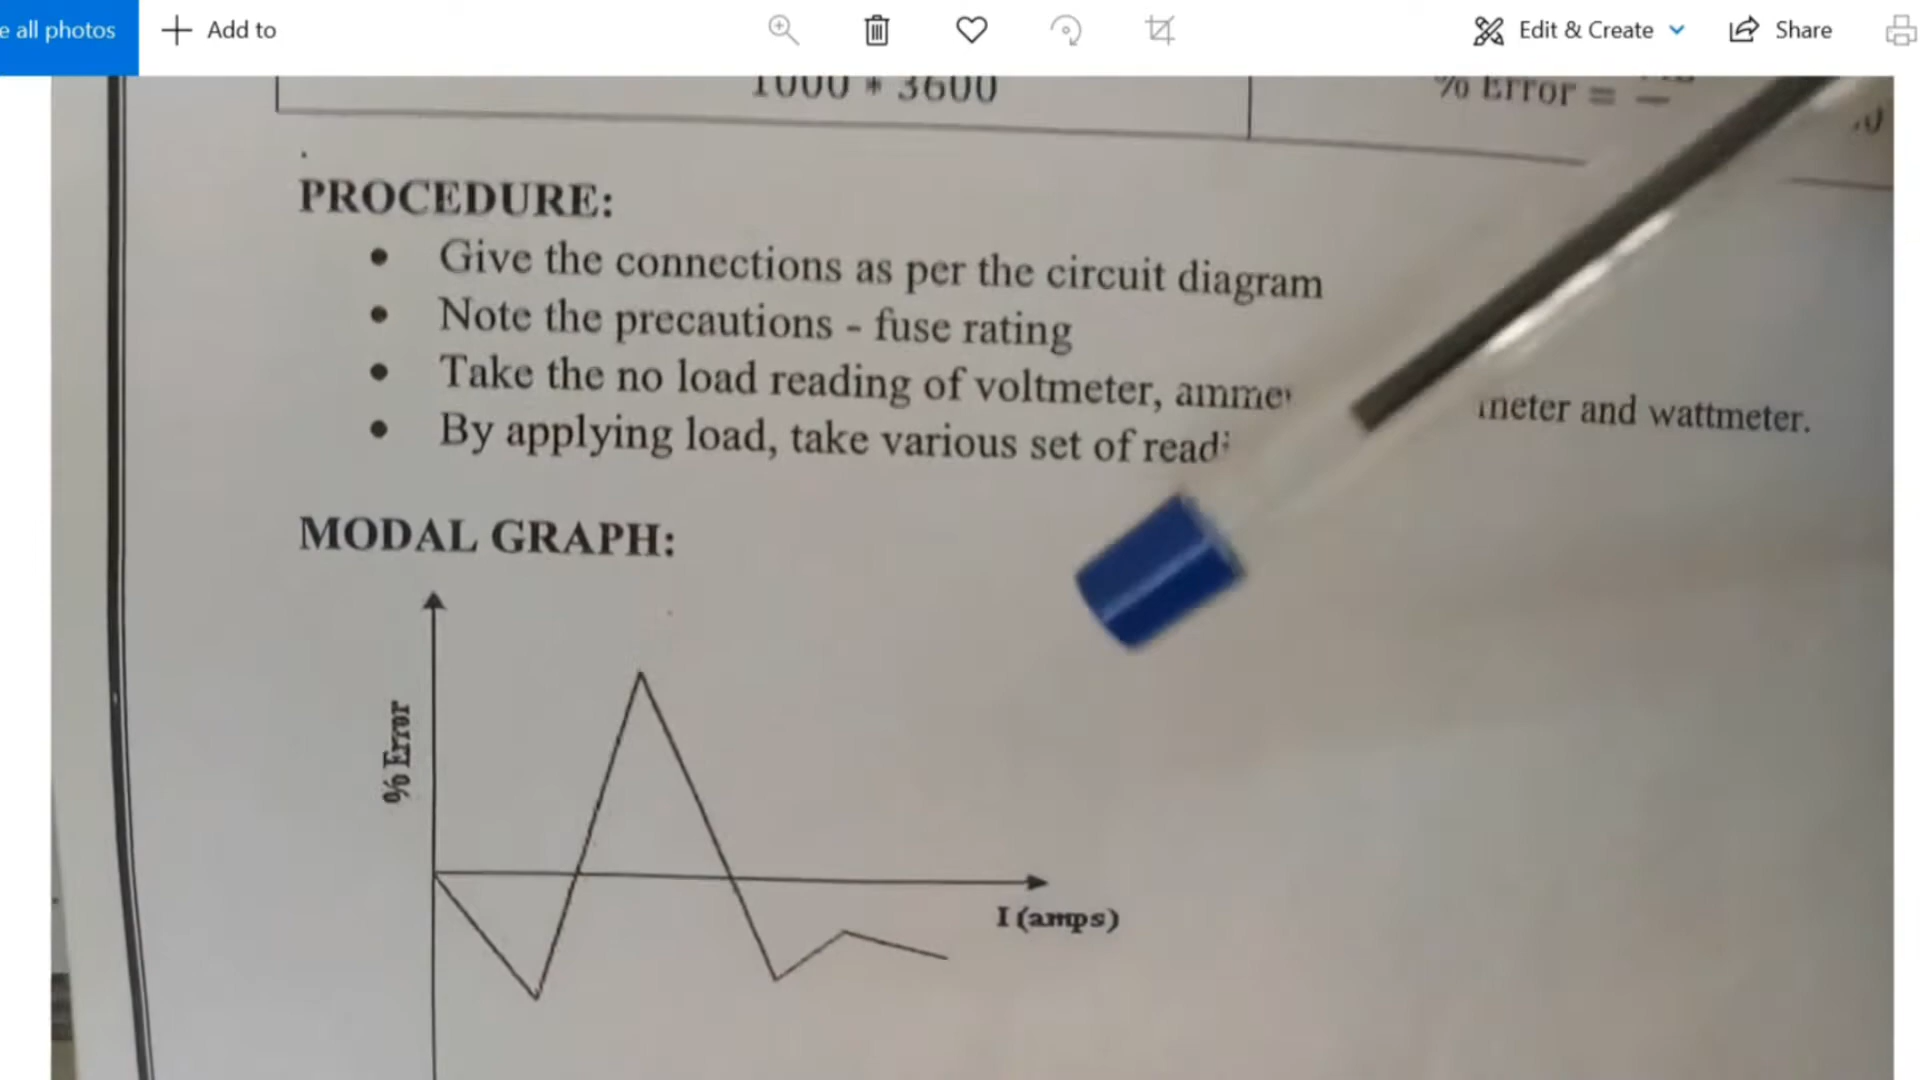 all photos
Add to
Edit & Create
Share
1000 * 3600
% Error =
PROCEDURE:
• Give the connections as per the circuit diagram
• Note the precautions - fuse rating
• Take the no load reading of voltmeter, meter and wattmeter.
• By applying load, take various set of
MODAL GRAPH:
% Error
I (amps)